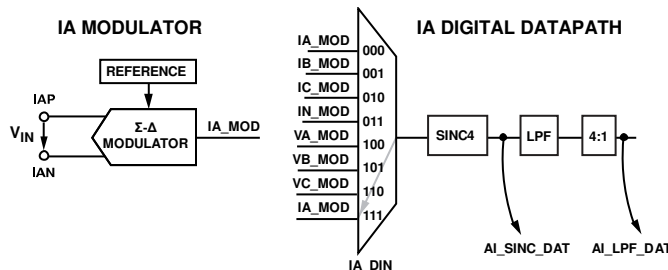 IA MODULATOR
REFERENCE
IAP
VIN
IAN
Σ-Δ
MODULATOR
IA_MOD
IA DIGITAL DATAPATH
IA_MOD 000
IB_MOD 001
IC_MOD 010
IN_MOD 011
VA_MOD 100
VB_MOD 101
VC_MOD 110
IA_MOD 111
IA_DIN
SINC4
LPF
4:1
AI_SINC_DAT
AI_LPF_DAT